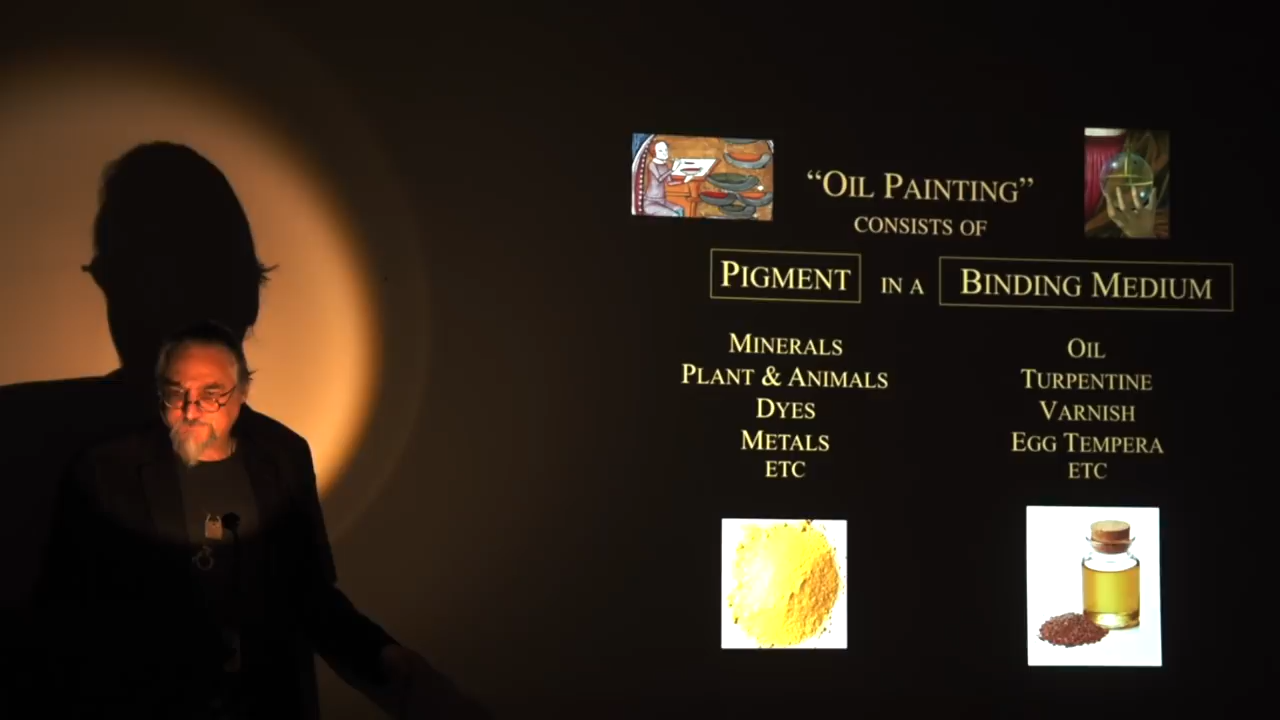 “OIL PAINTING”
CONSISTS OF
PIGMENT IN A BINDING MEDIUM
MINERALS
PLANT & ANIMALS
DYES
METALS
ETC
OIL
TURPENTINE
VARNISH
EGG TEMPERA
ETC